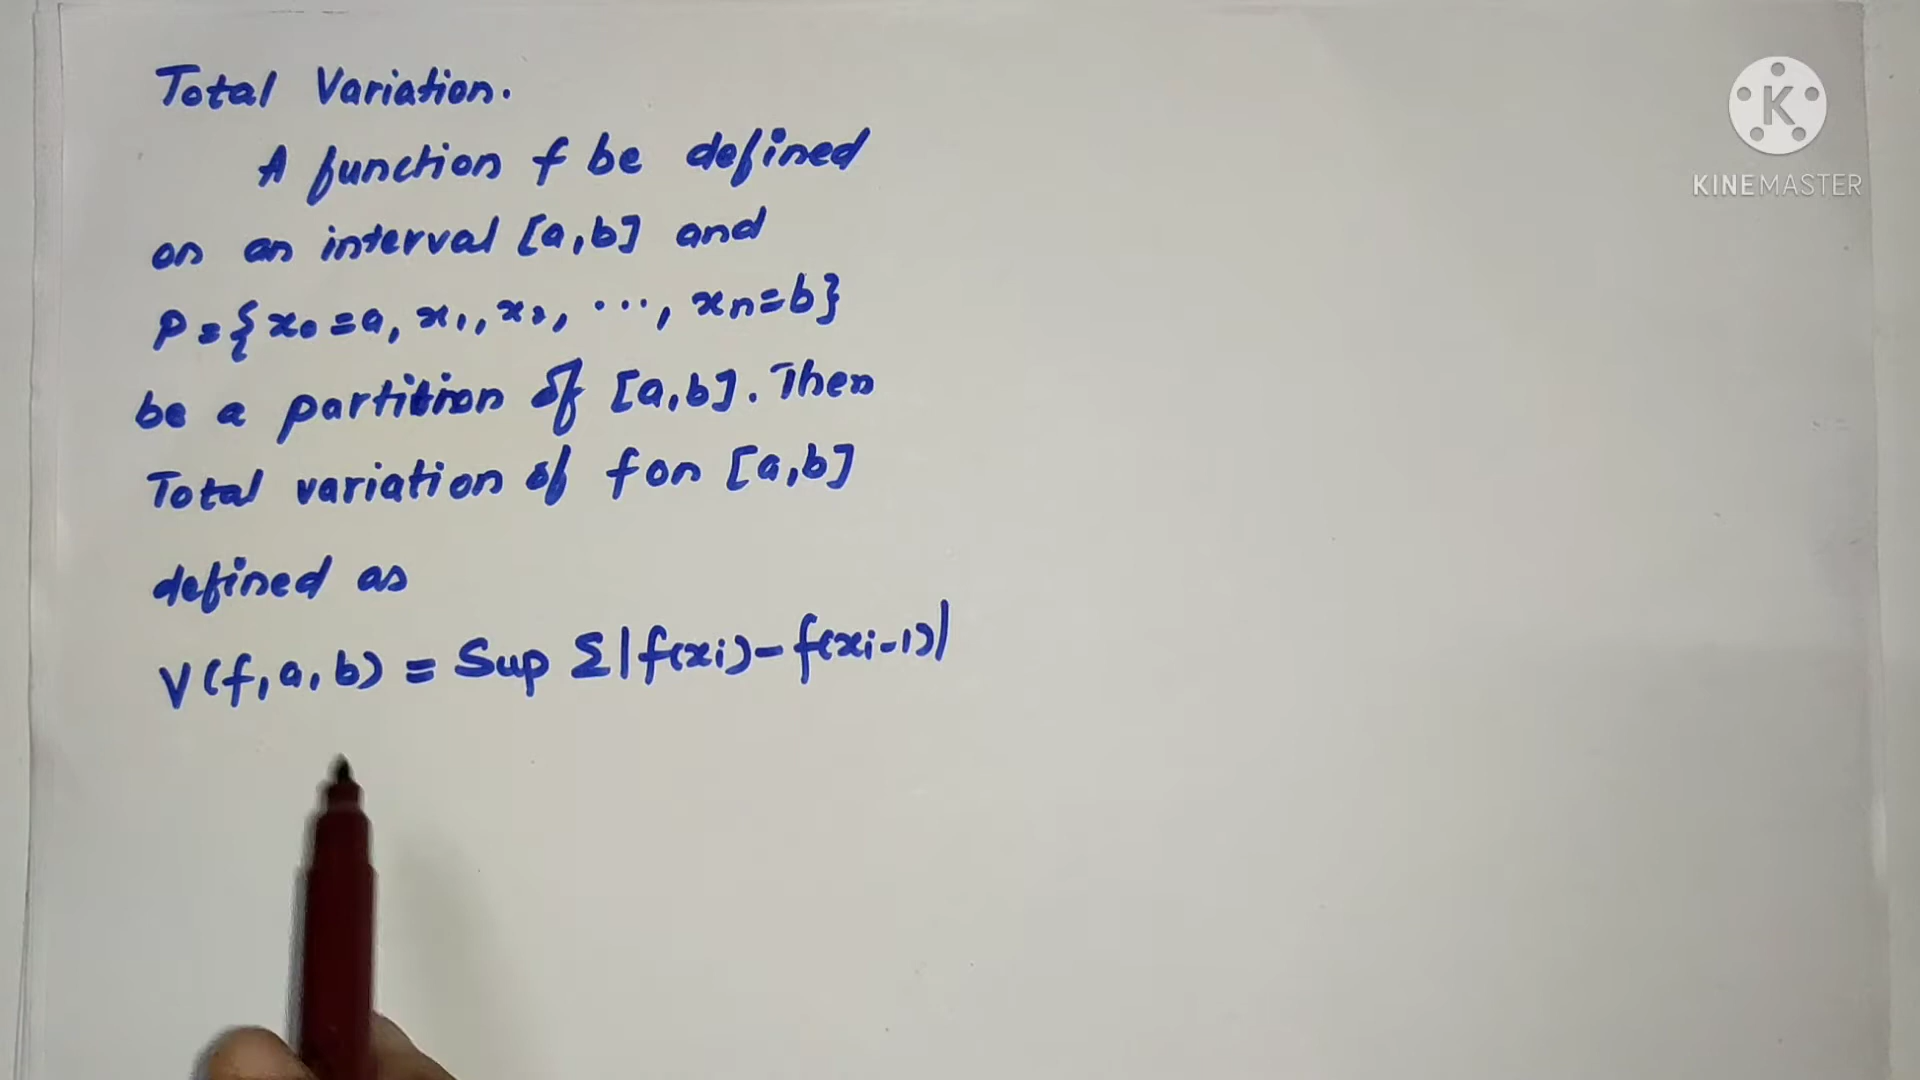 Total Variation.
A function f be defined
on an interval [a,b] and
P={x₀=a, x₁, x₂, ..., xn=b}
be a partition of [a,b]. Then
Total variation of f on [a,b]
defined as
V(f,a,b) = Sup Σ|f(xi)-f(xi-1)|
K
KINEMASTER